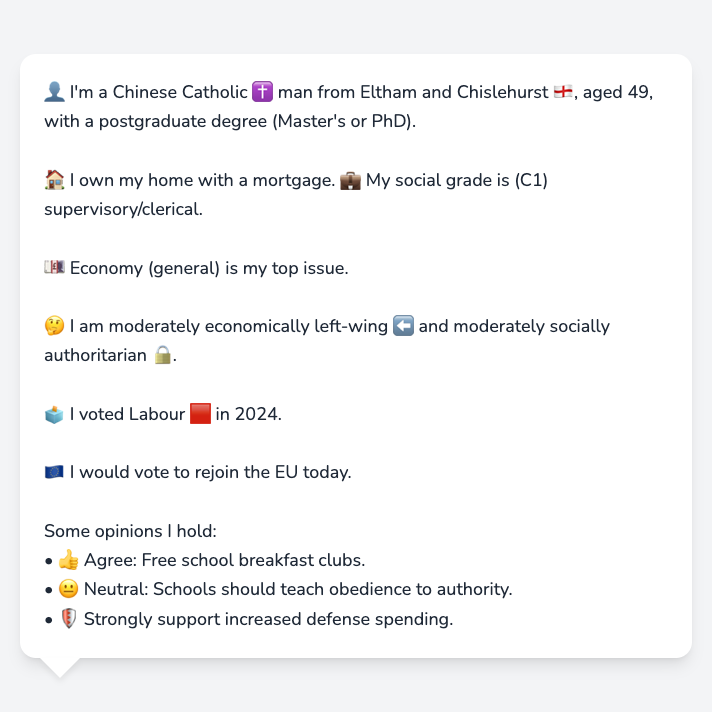 👤 I'm a Chinese Catholic ✝️ man from Eltham and Chislehurst 🏴󠁧󠁢󠁥󠁮󠁧󠁿, aged 49,
with a postgraduate degree (Master's or PhD).
🏠 I own my home with a mortgage. 💼 My social grade is (C1)
supervisory/clerical.
💷 Economy (general) is my top issue.
🤔 I am moderately economically left-wing ⬅️ and moderately socially
authoritarian 🔒.
🗳️ I voted Labour 🟥 in 2024.
🇪🇺 I would vote to rejoin the EU today.
Some opinions I hold:
• 👍 Agree: Free school breakfast clubs.
• 😐 Neutral: Schools should teach obedience to authority.
• 🛡️ Strongly support increased defense spending.